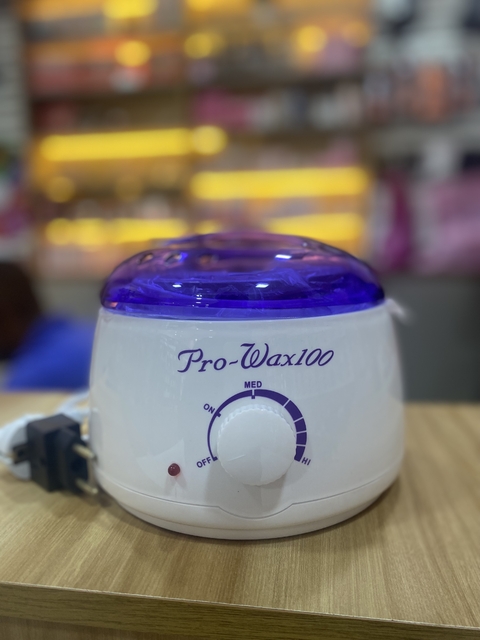 Pro-Wax100
MED
ON
OFF
HI